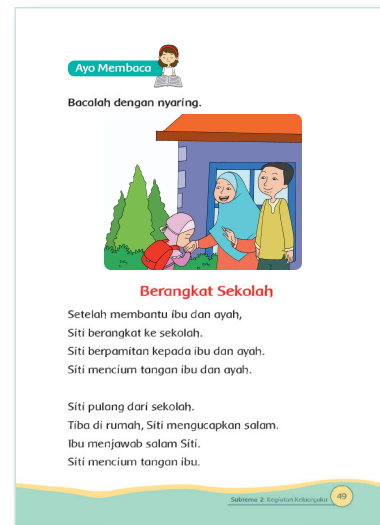 Ayo Membaca
Bacalah dengan nyaring.
Berangkat Sekolah
Setelah membantu ibu dan ayah,
Siti berangkat ke sekolah.
Siti berpamitan kepada ibu dan ayah.
Siti mencium tangan ibu dan ayah.
Siti pulang dari sekolah.
Tiba di rumah, Siti mengucapkan salam.
Ibu menjawab salam Siti.
Siti mencium tangan ibu.
Subtema 2: Kegiatan Keluargaku
49